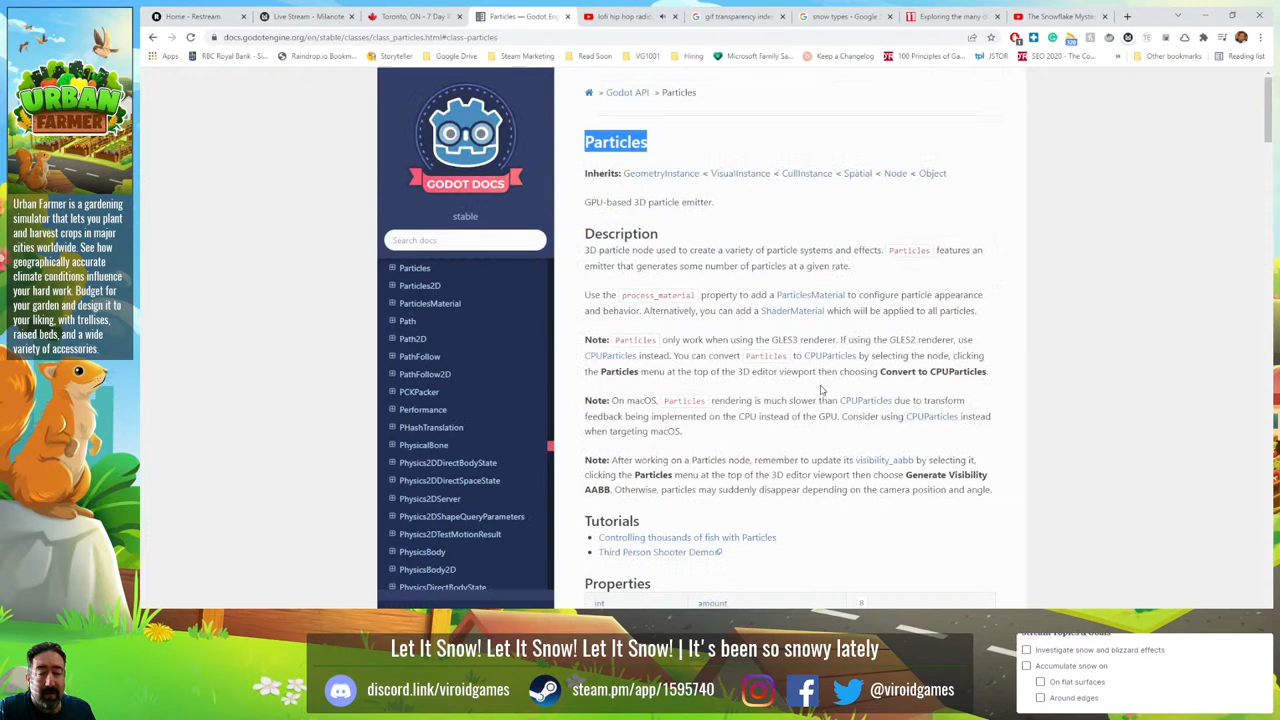 Home - Restream
Live Stream - Milanote
Toronto, ON - 7 Day F
Particles — Godot Eng
lofi hip hop radio
gif transparency index
snow types - Google S
Exploring the many di
The Snowflake Myste
docs.godotengine.org/en/stable/classes/class_particles.html#class-particles
RBC Royal Bank - Si...
Raindrop.io Bookm...
Storyteller
Google Drive
Steam Marketing
Read Soon
VG1001
Hiring
Microsoft Family Sa...
Keep a Changelog
100 Principles of Ga...
JSTOR
SEO 2020 - The Co...
»
Other bookmarks
Reading list
URBAN
FARMER
Urban Farmer is a gardening
simulator that lets you plant
and harvest crops in major
cities worldwide. See how
geographically accurate
climate conditions influence
your hard work. Budget for
your garden and design it to
your liking, with trellises,
raised beds, and a wide
variety of accessories.
GODOT DOCS
stable
Search docs
Particles
Particles2D
ParticlesMaterial
Path
Path2D
PathFollow
PathFollow2D
PCKPacker
Performance
PHashTranslation
PhysicalBone
Physics2DDirectBodyState
Physics2DDirectSpaceState
Physics2DServer
Physics2DShapeQueryParameters
Physics2DTestMotionResult
PhysicsBody
PhysicsBody2D
PhysicsDirectBodyState
» Godot API » Particles
Particles
Inherits: GeometryInstance < VisualInstance < CullInstance < Spatial < Node < Object
GPU-based 3D particle emitter.
Description
3D particle node used to create a variety of particle systems and effects. Particles features an
emitter that generates some number of particles at a given rate.
Use the process_material property to add a ParticlesMaterial to configure particle appearance
and behavior. Alternatively, you can add a ShaderMaterial which will be applied to all particles.
Note: Particles only work when using the GLES3 renderer. If using the GLES2 renderer, use
CPUParticles instead. You can convert Particles to CPUParticles by selecting the node, clicking
the Particles menu at the top of the 3D editor viewport then choosing Convert to CPUParticles.
Note: On macOS, Particles rendering is much slower than CPUParticles due to transform
feedback being implemented on the CPU instead of the GPU. Consider using CPUParticles instead
when targeting macOS.
Note: After working on a Particles node, remember to update its visibility_aabb by selecting it,
clicking the Particles menu at the top of the 3D editor viewport then choose Generate Visibility
AABB. Otherwise, particles may suddenly disappear depending on the camera position and angle.
Tutorials
Controlling thousands of fish with Particles
Third Person Shooter Demo
Properties
int amount 8
Let It Snow! Let It Snow! Let It Snow! | It's been so snowy lately
discord.link/viroidgames
steam.pm/app/1595740
@viroidgames
Stream Topics & Goals
Investigate snow and blizzard effects
Accumulate snow on
On flat surfaces
Around edges